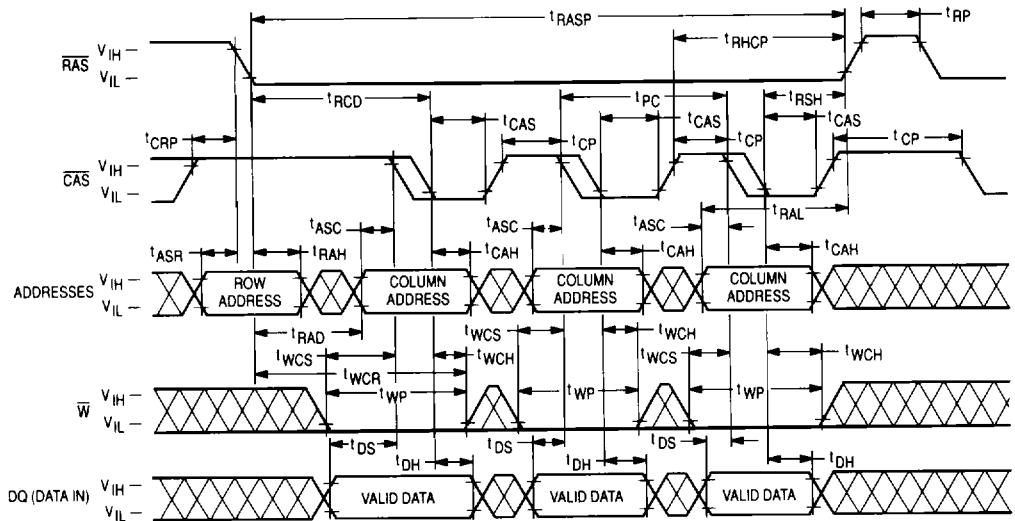 tRASP
tRP
tRHCP
RAS
VIH
VIL
tRCD
tPC
tRSH
tCRP
tCAS
tCP
tCAS
tCP
tCAS
tCP
CAS
VIH
VIL
tRAL
tASC
tASC
tASC
tASR
tRAH
tCAH
tCAH
tCAH
ADDRESSES
VIH
VIL
ROW ADDRESS
COLUMN ADDRESS
COLUMN ADDRESS
COLUMN ADDRESS
tRAD
tWCS
tWCH
tWCS
tWCH
tWCS
tWCH
tWCR
tWP
tWP
tWP
W
VIH
VIL
tDS
tDH
tDS
tDH
tDS
tDH
DQ (DATA IN)
VIH
VIL
VALID DATA
VALID DATA
VALID DATA